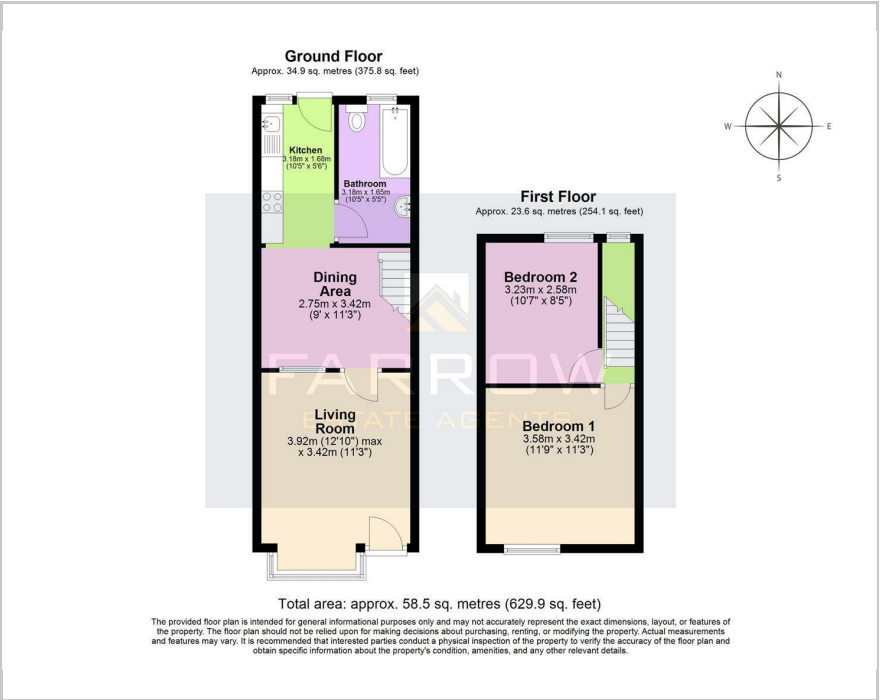 Ground Floor
Approx. 34.9 sq. metres (375.8 sq. feet)
N
W
E
S
Kitchen
3.18m x 1.68m
(10'5" x 5'6")
Bathroom
3.18m x 1.65m
(10'5" x 5'5")
First Floor
Approx. 23.6 sq. metres (254.1 sq. feet)
Dining
Area
2.75m x 3.42m
(9' x 11'3")
Bedroom 2
3.23m x 2.58m
(10'7" x 8'5")
FARROW
ESTATE AGENTS
Living
Room
3.92m (12'10") max
x 3.42m (11'3")
Bedroom 1
3.58m x 3.42m
(11'9" x 11'3")
Total area: approx. 58.5 sq. metres (629.9 sq. feet)
The provided floor plan is intended for general informational purposes only and may not accurately represent the exact dimensions, layout, or features of
the property. The floor plan should not be relied upon for making decisions about purchasing, renting, or modifying the property. Actual measurements
and features may vary. It is recommended that interested parties conduct a physical inspection of the property to verify the accuracy of the floor plan and
obtain specific information about the property's condition, amenities, and any other relevant details.